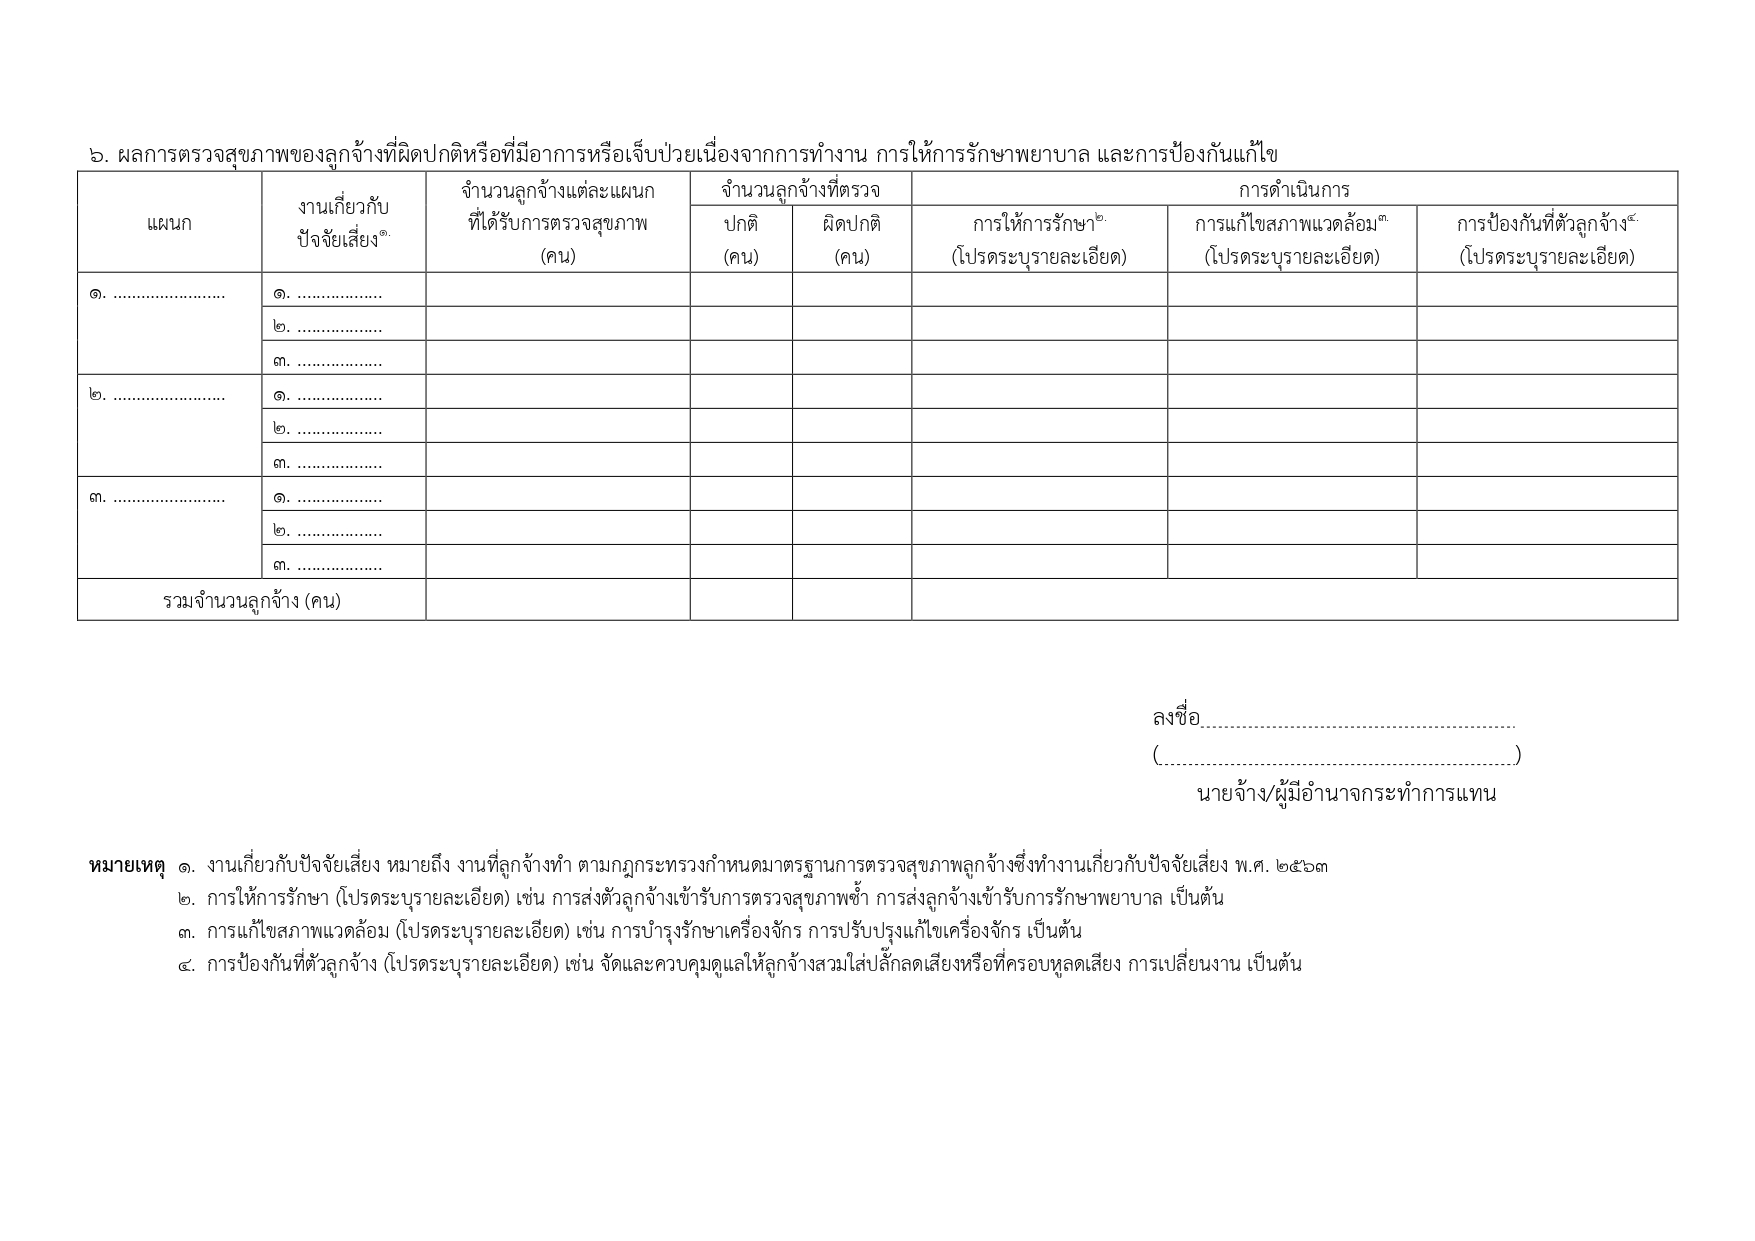 ๖. ผลการตรวจสุขภาพของลูกจ้างที่ผิดปกติหรือที่มีอาการหรือเจ็บป่วยเนื่องจากการทำงาน การให้การรักษาพยาบาล และการป้องกันแก้ไข
แผนก
งานเกี่ยวกับ
ปัจจัยเสี่ยง๑.
จำนวนลูกจ้างแต่ละแผนก
ที่ได้รับการตรวจสุขภาพ
(คน)
จำนวนลูกจ้างที่ตรวจ
ปกติ
(คน)
ผิดปกติ
(คน)
การดำเนินการ
การให้การรักษา๒.
(โปรดระบุรายละเอียด)
การแก้ไขสภาพแวดล้อม๓.
(โปรดระบุรายละเอียด)
การป้องกันที่ตัวลูกจ้าง๔.
(โปรดระบุรายละเอียด)
๑. ........................ ๑. ..................
๒. ..................
๓. ..................
๒. ........................ ๑. ..................
๒. ..................
๓. ..................
๓. ........................ ๑. ..................
๒. ..................
๓. ..................
รวมจำนวนลูกจ้าง (คน)
ลงชื่อ....................................................
(............................................................)
นายจ้าง/ผู้มีอำนาจกระทำการแทน
หมายเหตุ ๑. งานเกี่ยวกับปัจจัยเสี่ยง หมายถึง งานที่ลูกจ้างทำ ตามกฎกระทรวงกำหนดมาตรฐานการตรวจสุขภาพลูกจ้างซึ่งทำงานเกี่ยวกับปัจจัยเสี่ยง พ.ศ. ๒๕๖๓
๒. การให้การรักษา (โปรดระบุรายละเอียด) เช่น การส่งตัวลูกจ้างเข้ารับการตรวจสุขภาพซ้ำ การส่งลูกจ้างเข้ารับการรักษาพยาบาล เป็นต้น
๓. การแก้ไขสภาพแวดล้อม (โปรดระบุรายละเอียด) เช่น การบำรุงรักษาเครื่องจักร การปรับปรุงแก้ไขเครื่องจักร เป็นต้น
๔. การป้องกันที่ตัวลูกจ้าง (โปรดระบุรายละเอียด) เช่น จัดและควบคุมดูแลให้ลูกจ้างสวมใส่ปลั๊กลดเสียงหรือที่ครอบหูลดเสียง การเปลี่ยนงาน เป็นต้น